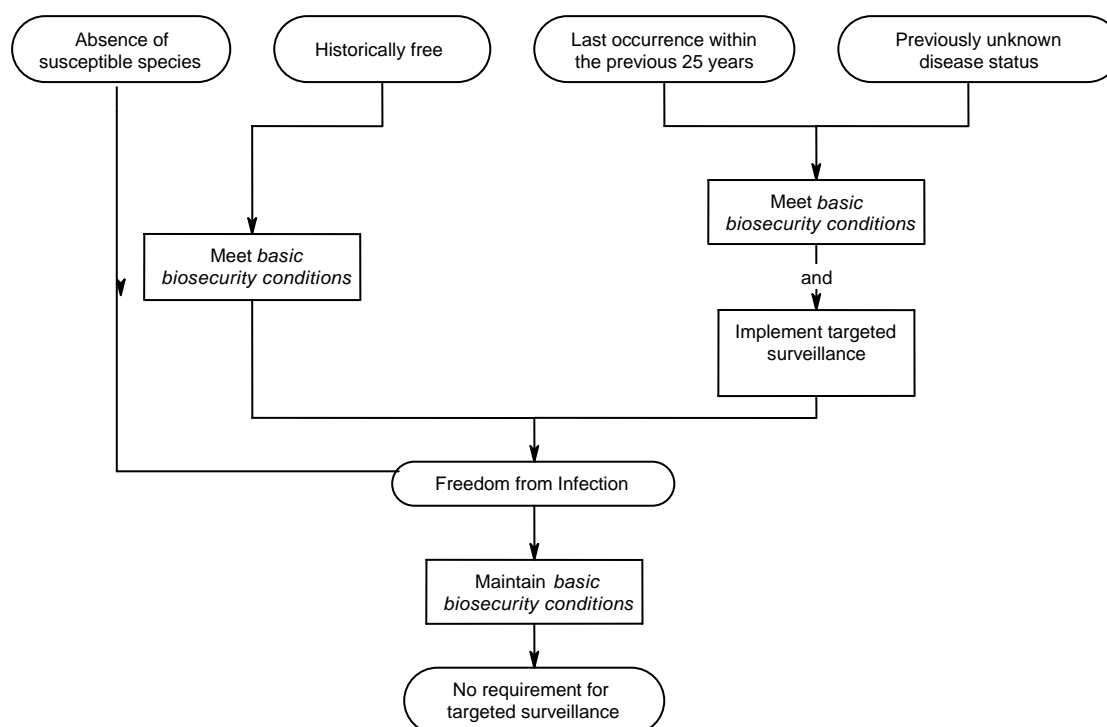 Absence of
susceptible species
Historically free
Last occurrence within
the previous 25 years
Previously unknown
disease status
Meet basic
biosecurity conditions
Meet basic
biosecurity conditions
and
Implement targeted
surveillance
Freedom from Infection
Maintain basic
biosecurity conditions
No requirement for
targeted surveillance